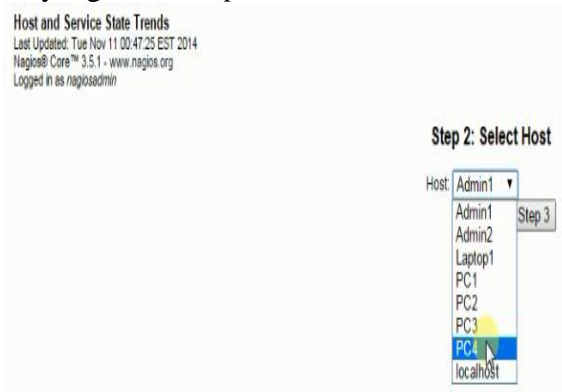 Host and Service State Trends
Last Updated: Tue Nov 11 00:47:25 EST 2014
Nagios® Core™ 3.5.1 - www.nagios.org
Logged in as nagiosadmin
Step 2: Select Host
Host: Admin1
Admin1
Step 3
Admin2
Laptop1
PC1
PC2
PC3
PC4
localhost